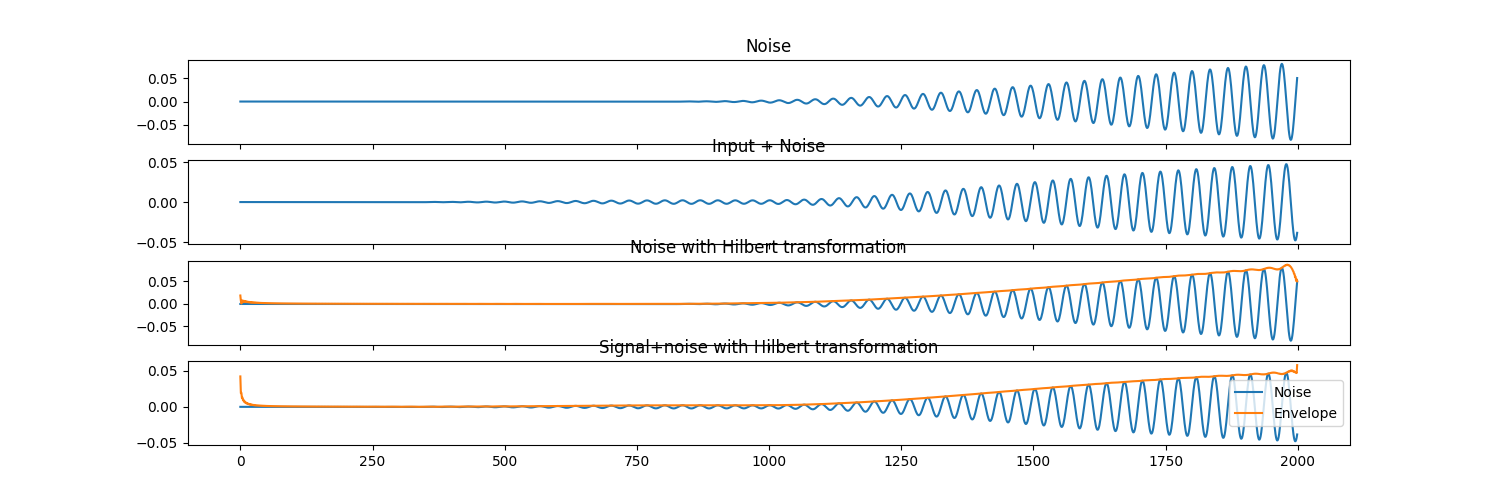 Noise
0.05
0.00
−0.05
Input + Noise
0.05
0.00
−0.05
Noise with Hilbert transformation
0.05
0.00
−0.05
Signal+noise with Hilbert transformation
0.05
0.00
−0.05
Noise
Envelope
0 250 500 750 1000 1250 1500 1750 2000